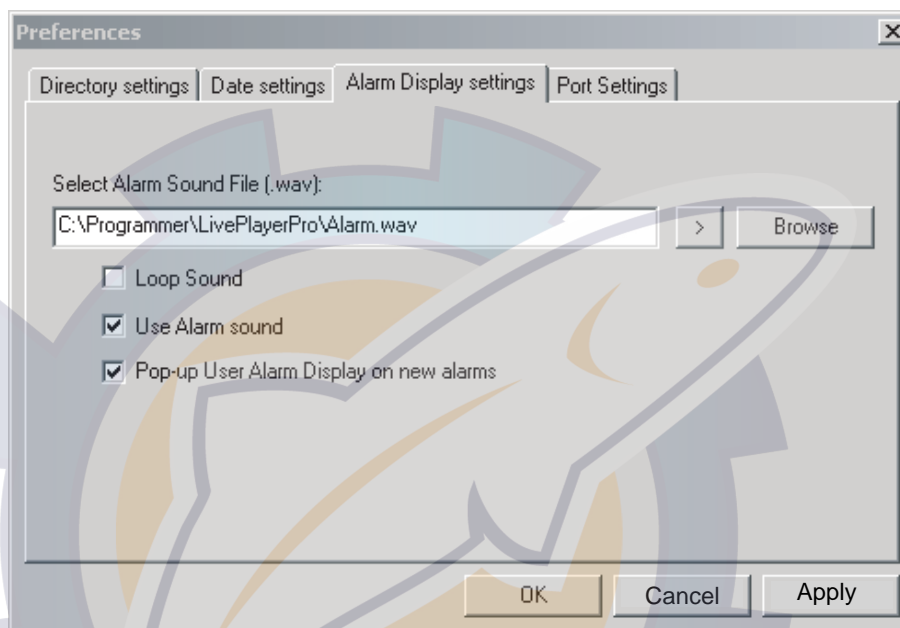 Preferences
Directory settings Date settings Alarm Display settings Port Settings
Select Alarm Sound File (.wav):
C:\Programmer\LivePlayerPro\Alarm.wav > Browse
Loop Sound
Use Alarm sound
Pop-up User Alarm Display on new alarms
OK Cancel Apply